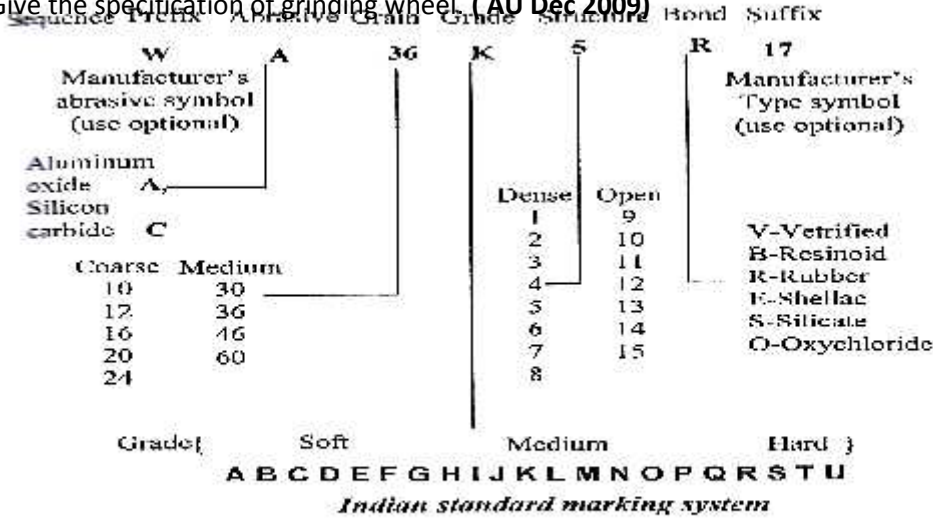 Give the specification of grinding wheel. ( AU Dec 2009)
Sequence Prefix Abrasive Grain Grade Structure Bond Suffix
W A 36 K 5 R 17
Manufacturer's
abrasive symbol
(use optional)
Manufacturer's
Type symbol
(use optional)
Aluminum
oxide A,
Silicon
carbide C
Coarse Medium
10 30
12 36
16 46
20 60
24
Dense Open
1 9
2 10
3 11
4 12
5 13
6 14
7 15
8
V-Vetrified
B-Resinoid
R-Rubber
E-Shellac
S-Silicate
O-Oxychloride
Grade{ Soft Medium Hard }
A B C D E F G H I J K L M N O P Q R S T U
Indian standard marking system